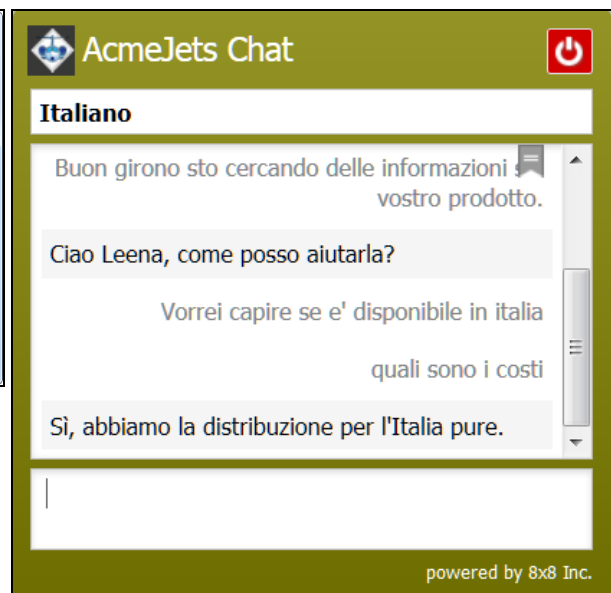 AcmeJets Chat
Italiano
Buon girono sto cercando delle informazioni
vostro prodotto.
Ciao Leena, come posso aiutarla?
Vorrei capire se e' disponibile in italia
quali sono i costi
Sì, abbiamo la distribuzione per l'Italia pure.
powered by 8x8 Inc.